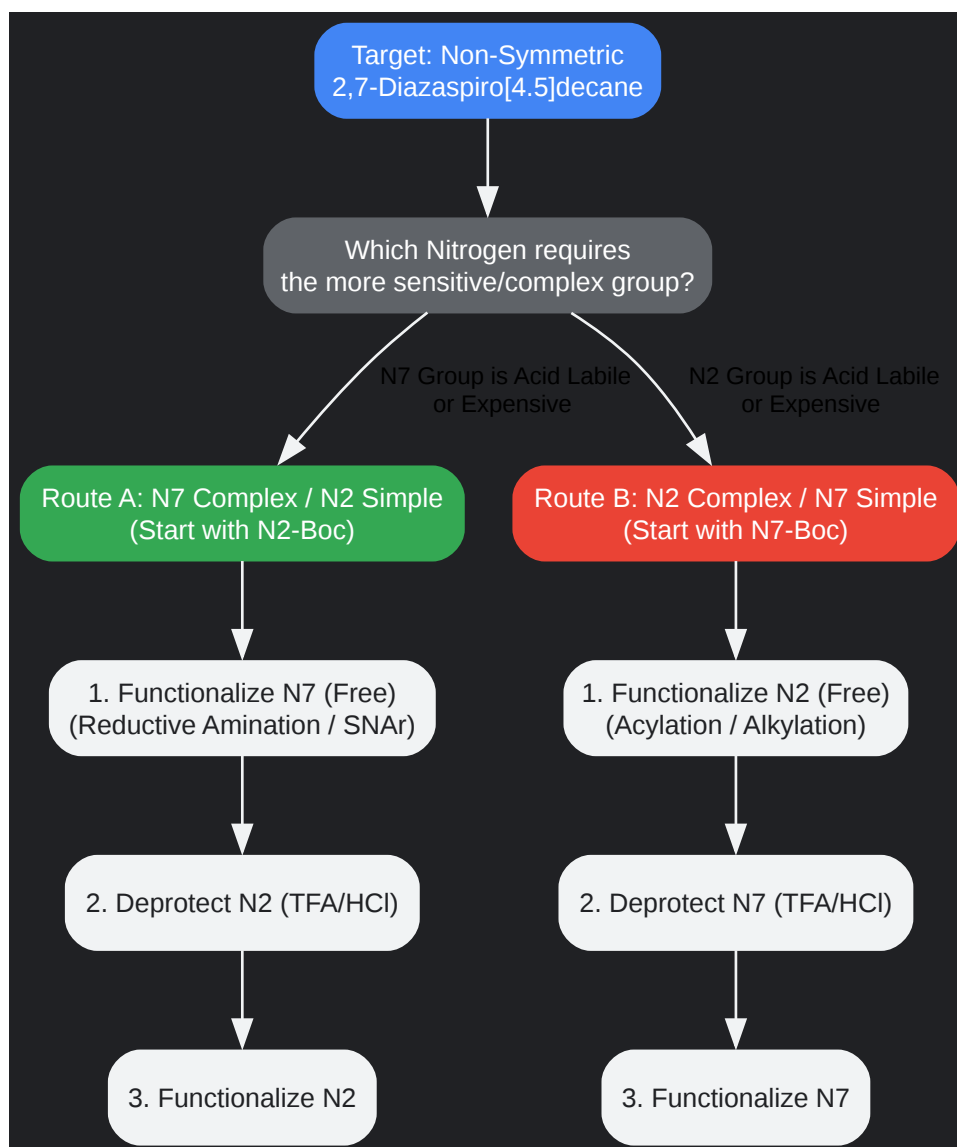 Target: Non-Symmetric
2,7-Diazaspiro[4.5]decane
Which Nitrogen requires
the more sensitive/complex group?
N7 Group is Acid Labile
or Expensive
N2 Group is Acid Labile
or Expensive
Route A: N7 Complex / N2 Simple
(Start with N2-Boc)
Route B: N2 Complex / N7 Simple
(Start with N7-Boc)
1. Functionalize N7 (Free)
(Reductive Amination / SNAr)
1. Functionalize N2 (Free)
(Acylation / Alkylation)
2. Deprotect N2 (TFA/HCl)
2. Deprotect N7 (TFA/HCl)
3. Functionalize N2
3. Functionalize N7